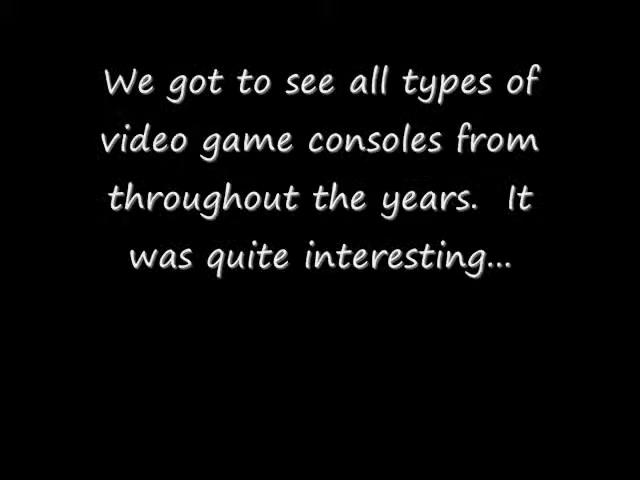 We got to see all types of
video game consoles from
throughout the years.  It
was quite interesting...